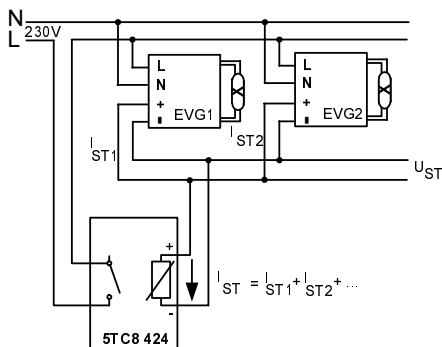 N
L 230V
L
N
+
-
EVG1
L
N
+
-
EVG2
I ST1
I ST2
U ST
+
-
I ST = I ST1 + I ST2 + ...
5TC8 424